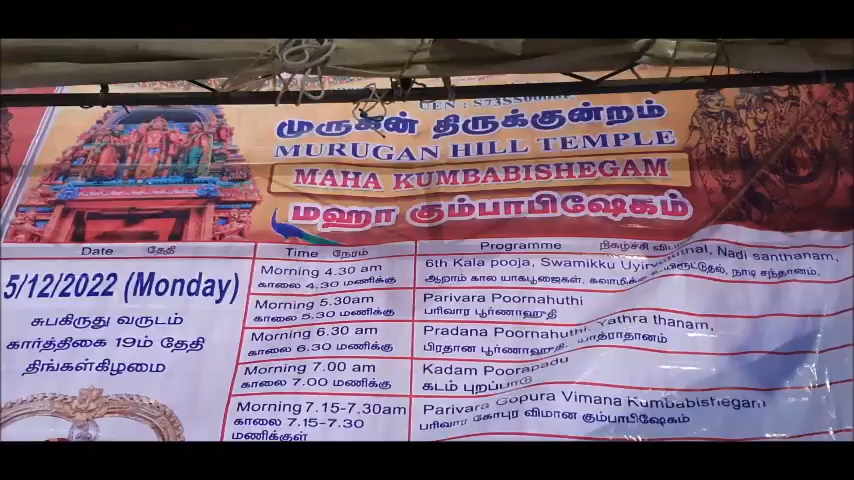 UEN : S73SS0000
முருகன் திருக்குன்றம்
MURUGAN HILL TEMPLE
MAHA KUMBABISHEGAM
மஹா கும்பாபிஷேகம்
Date தேதி
Time நேரம்
Programme நிகழ்ச்சி
5/12/2022 (Monday)
சுபகிருது வருடம்
கார்த்திகை 19ம் தேதி
திங்கள்கிழமை
Morning 4.30 am
காலை 4.30 மணிக்கு
6th Kala pooja, Swamikku Nadi santhanam,
ஆறாம் கால யாகபூஜைகள், சுவாமிக்கு நாடி சந்தானம்.
Morning 5.30am
காலை 5.30 மணிக்கு
Parivara Poornahuthi
பரிவார பூர்ணாஹுதி
Morning 6.30 am
காலை 6.30 மணிக்கு
Pradana Poornahuthi, Yathra thanam,
பிரதான பூர்ணாஹுதி, யாத்ராதானம்
Morning 7.00 am
காலை 7.00 மணிக்கு
Kadam Poorapadu
கடம் புறப்பாடு
Morning 7.15-7.30am
காலை 7.15-7.30
மணிக்குள்
Parivara Gopura Vimana Kumbabishegam
பரிவார கோபுர விமான கும்பாபிஷேகம்